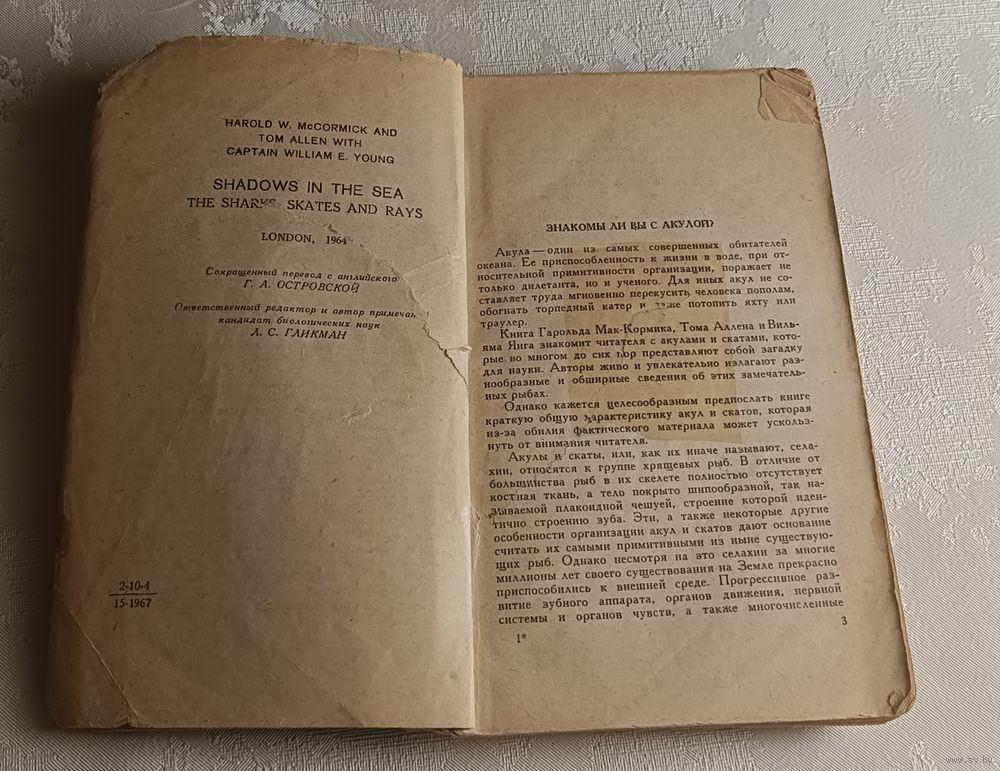 HAROLD W. McCORMICK AND
TOM ALLEN WITH
CAPTAIN WILLIAM E. YOUNG
SHADOWS IN THE SEA
THE SHARKS, SKATES AND RAYS
LONDON, 1964
Сокращенный перевод с английского
Г. А. ОСТРОВСКОЙ
Ответственный редактор и автор примечан
кандидат биологических наук
Л. С. ГЛИКМАН
2-10-4
15-1967
ЗНАКОМЫ ЛИ ВЫ С АКУЛОЙ?
Акула — один из самых совершенных обитателей
океана. Ее приспособленность к жизни в воде, при от-
носительной примитивности организации, поражает не
только дилетанта, но и ученого. Для иных акул не со-
ставляет труда мгновенно перекусить человека пополам,
обогнать торпедный катер и даже потопить яхту или
траулер.
Книга Гарольда Мак-Кормика, Тома Аллена и Виль-
яма Янга знакомит читателя с акулами и скатами, кото-
рые во многом до сих пор представляют собой загадку
для науки. Авторы живо и увлекательно излагают раз-
нообразные и обширные сведения об этих замечатель-
ных рыбах.
Однако кажется целесообразным предпослать книге
краткую общую характеристику акул и скатов, которая
из-за обилия фактического материала может ускольз-
нуть от внимания читателя.
Акулы и скаты, или, как их иначе называют, села-
хии, относятся к группе хрящевых рыб. В отличие от
большинства рыб в их скелете полностью отсутствует
костная ткань, а тело покрыто шипообразной, так на-
зываемой плакоидной чешуей, строение которой иден-
тично строению зуба. Эти, а также некоторые другие
особенности организации акул и скатов дают основание
считать их самыми примитивными из ныне существую-
щих рыб. Однако несмотря на это селахии за многие
миллионы лет своего существования на Земле прекрасно
приспособились к внешней среде. Прогрессивное раз-
витие зубного аппарата, органов движения, нервной
системы и органов чувств, а также многочисленные
1*
3
www.ay.by